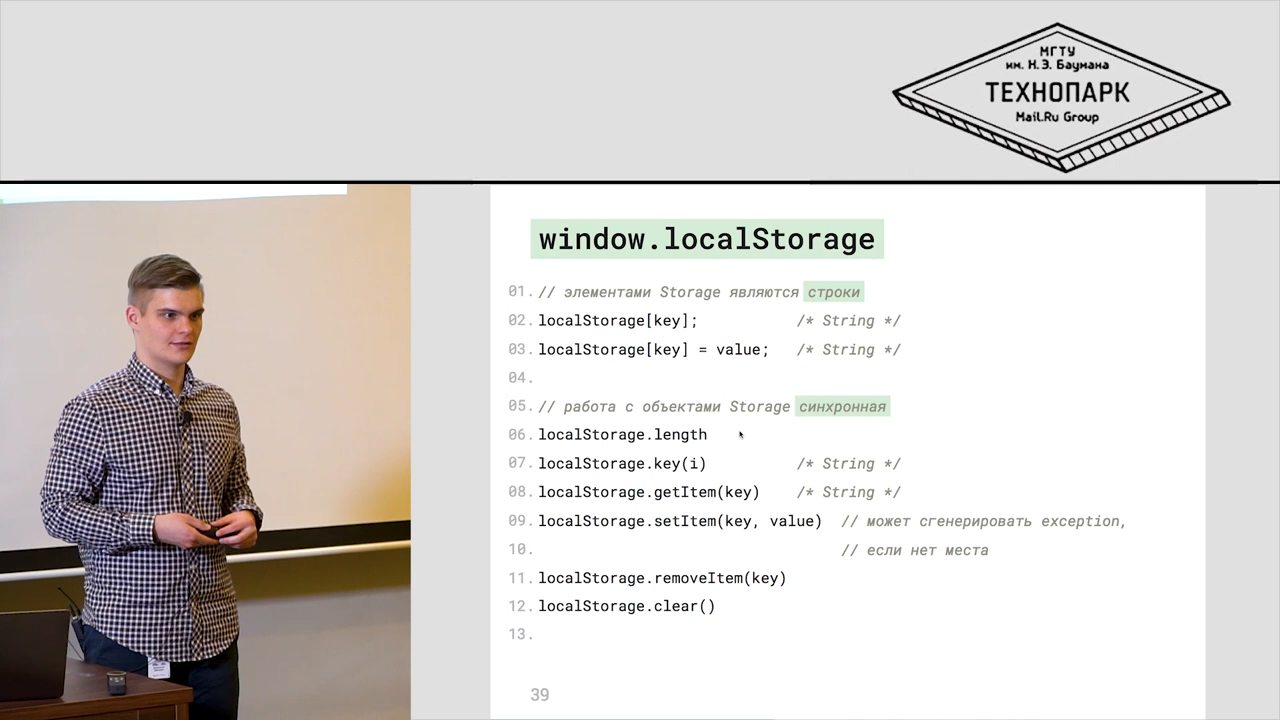 МГТУ
им. Н.Э. Баумана
ТЕХНОПАРК
Mail.Ru Group
window.localStorage
01. // элементами Storage являются строки
02. localStorage[key]; /* String */
03. localStorage[key] = value; /* String */
04.
05. // работа с объектами Storage синхронная
06. localStorage.length
07. localStorage.key(i) /* String */
08. localStorage.getItem(key) /* String */
09. localStorage.setItem(key, value) // может сгенерировать exception,
10. // если нет места
11. localStorage.removeItem(key)
12. localStorage.clear()
13.
39